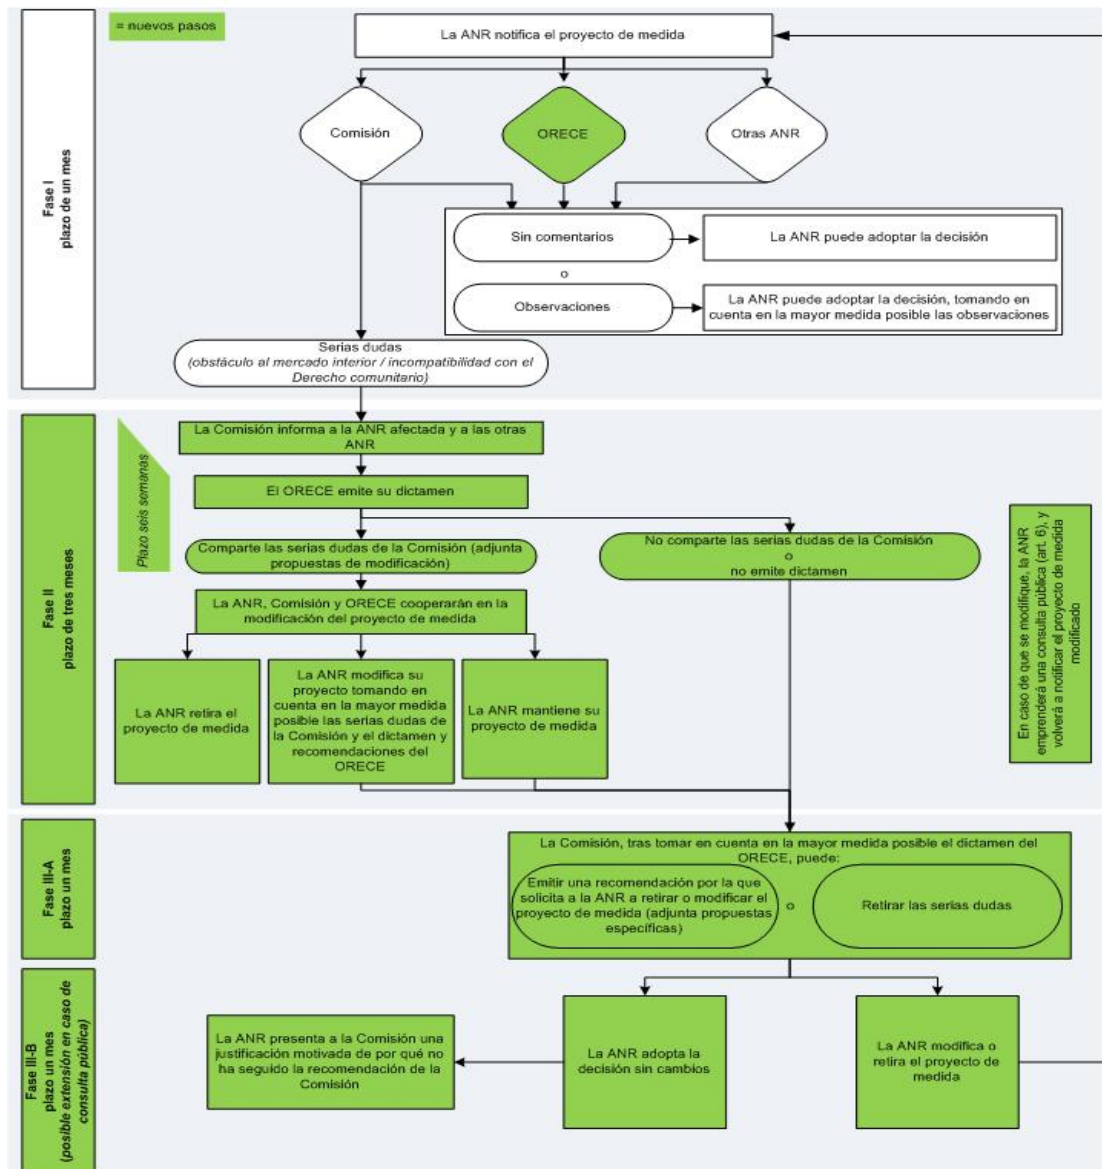 = nuevos pasos
La ANR notifica el proyecto de medida
Comisión
ORECE
Otras ANR
Fase I
plazo de un mes
Sin comentarios
La ANR puede adoptar la decisión
o
Observaciones
La ANR puede adoptar la decisión, tomando en
cuenta en la mayor medida posible las observaciones
Serias dudas
(obstáculo al mercado interior / incompatibilidad con el
Derecho comunitario)
Fase II
plazo de tres meses
Plazo seis semanas
La Comisión informa a la ANR afectada y a las otras
ANR
El ORECE emite su dictamen
Comparte las serias dudas de la Comisión (adjunta
propuestas de modificación)
No comparte las serias dudas de la Comisión
o
no emite dictamen
La ANR, Comisión y ORECE cooperarán en la
modificación del proyecto de medida
La ANR retira el
proyecto de medida
La ANR modifica su
proyecto tomando en
cuenta en la mayor medida
posible las serias dudas de
la Comisión y el dictamen y
recomendaciones del
ORECE
La ANR mantiene su
proyecto de medida
En caso de que se modifique, la ANR
emprenderá una consulta pública (art. 6), y
volverá a notificar el proyecto de medida
modificado
Fase III-A
plazo un mes
La Comisión, tras tomar en cuenta en la mayor medida posible el dictamen del
ORECE, puede:
Emitir una recomendación por la que
solicita a la ANR a retirar o modificar el
proyecto de medida (adjunta propuestas
específicas)
o
Retirar las serias dudas
Fase III-B
plazo un mes
(posible extensión en caso de
consulta pública)
La ANR presenta a la Comisión una
justificación motivada de por qué no
ha seguido la recomendación de la
Comisión
La ANR adopta la
decisión sin cambios
La ANR modifica o
retira el proyecto de
medida